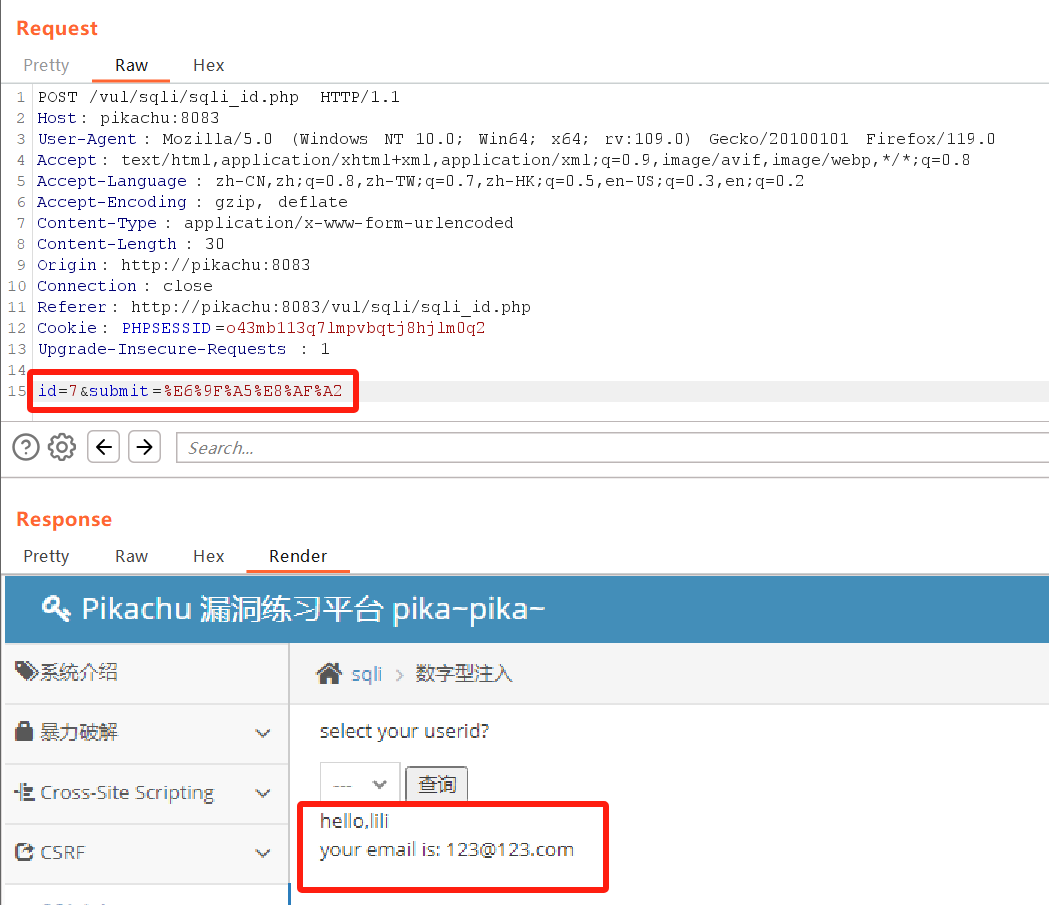 Request
Pretty Raw Hex
1 POST /vul/sqli/sqli_id.php HTTP/1.1
2 Host: pikachu:8083
3 User-Agent: Mozilla/5.0 (Windows NT 10.0; Win64; x64; rv:109.0) Gecko/20100101 Firefox/119.0
4 Accept: text/html,application/xhtml+xml,application/xml;q=0.9,image/avif,image/webp,*/*;q=0.8
5 Accept-Language: zh-CN,zh;q=0.8,zh-TW;q=0.7,zh-HK;q=0.5,en-US;q=0.3,en;q=0.2
6 Accept-Encoding: gzip, deflate
7 Content-Type: application/x-www-form-urlencoded
8 Content-Length: 30
9 Origin: http://pikachu:8083
10 Connection: close
11 Referer: http://pikachu:8083/vul/sqli/sqli_id.php
12 Cookie: PHPSESSID=o43mb113q7lmpvbqtj8hjlm0q2
13 Upgrade-Insecure-Requests: 1
14
15 id=7&submit=%E6%9F%A5%E8%AF%A2
Search...
Response
Pretty Raw Hex Render
Pikachu 漏洞练习平台 pika~pika~
系统介绍
sqli > 数字型注入
暴力破解
select your userid?
--- 查询
Cross-Site Scripting
hello,lili
your email is: 123@123.com
CSRF